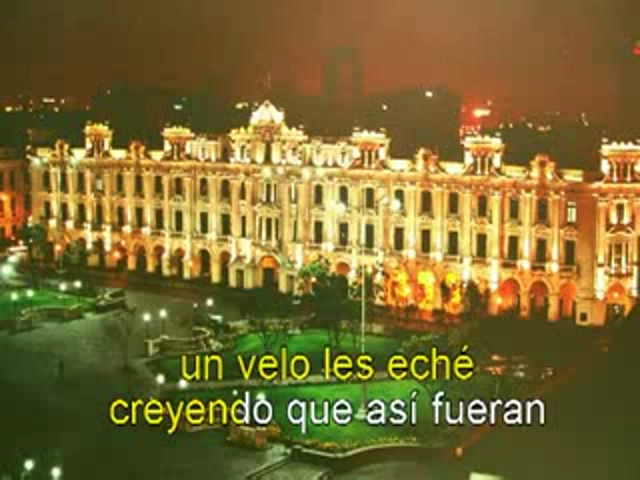 un velo les eché
creyendo que así fueran